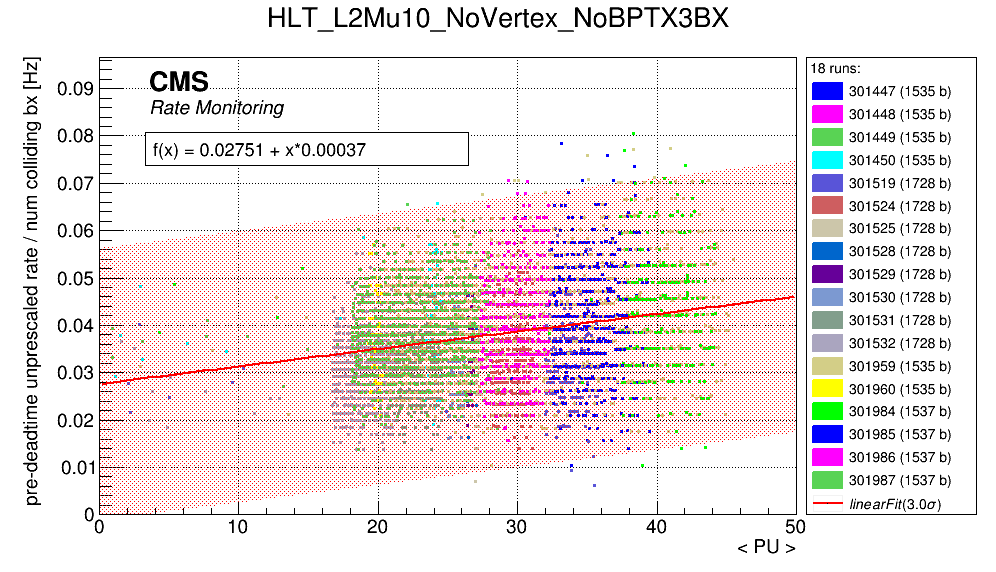 HLT_L2Mu10_NoVertex_NoBPTX3BX
pre-deadtime unprescaled rate / num colliding bx [Hz]
CMS
Rate Monitoring
f(x) = 0.02751 + x*0.00037
0.09
0.08
0.07
0.06
0.05
0.04
0.03
0.02
0.01
0
0 10 20 30 40 50
< PU >
18 runs:
301447 (1535 b)
301448 (1535 b)
301449 (1535 b)
301450 (1535 b)
301519 (1728 b)
301524 (1728 b)
301525 (1728 b)
301528 (1728 b)
301529 (1728 b)
301530 (1728 b)
301531 (1728 b)
301532 (1728 b)
301959 (1535 b)
301960 (1535 b)
301984 (1537 b)
301985 (1537 b)
301986 (1537 b)
301987 (1537 b)
linearFit(3.0σ)